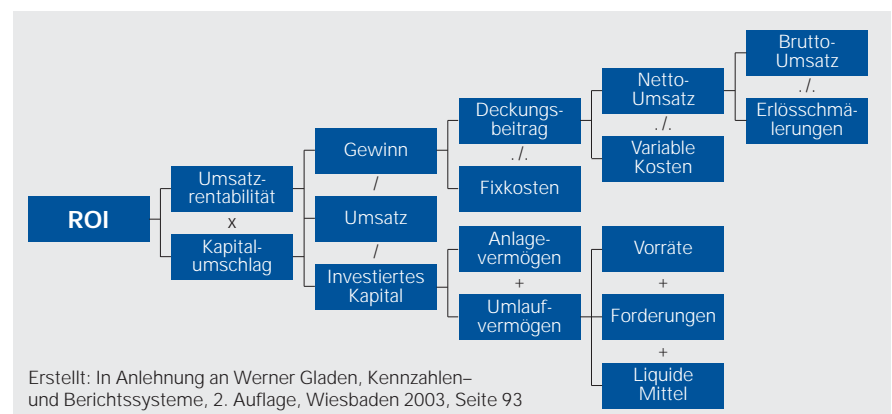 Brutto-
Umsatz
./.
Erlösschmä-
lerungen
Netto-
Umsatz
./.
Variable
Kosten
Deckungs-
beitrag
./.
Fixkosten
Gewinn
/
Umsatz
/
Investiertes
Kapital
Umsatz-
rentabilität
x
Kapital-
umschlag
ROI
Anlage-
vermögen
+
Umlauf-
vermögen
Vorräte
+
Forderungen
+
Liquide
Mittel
Erstellt: In Anlehnung an Werner Gladen, Kennzahlen–
und Berichtssysteme, 2. Auflage, Wiesbaden 2003, Seite 93